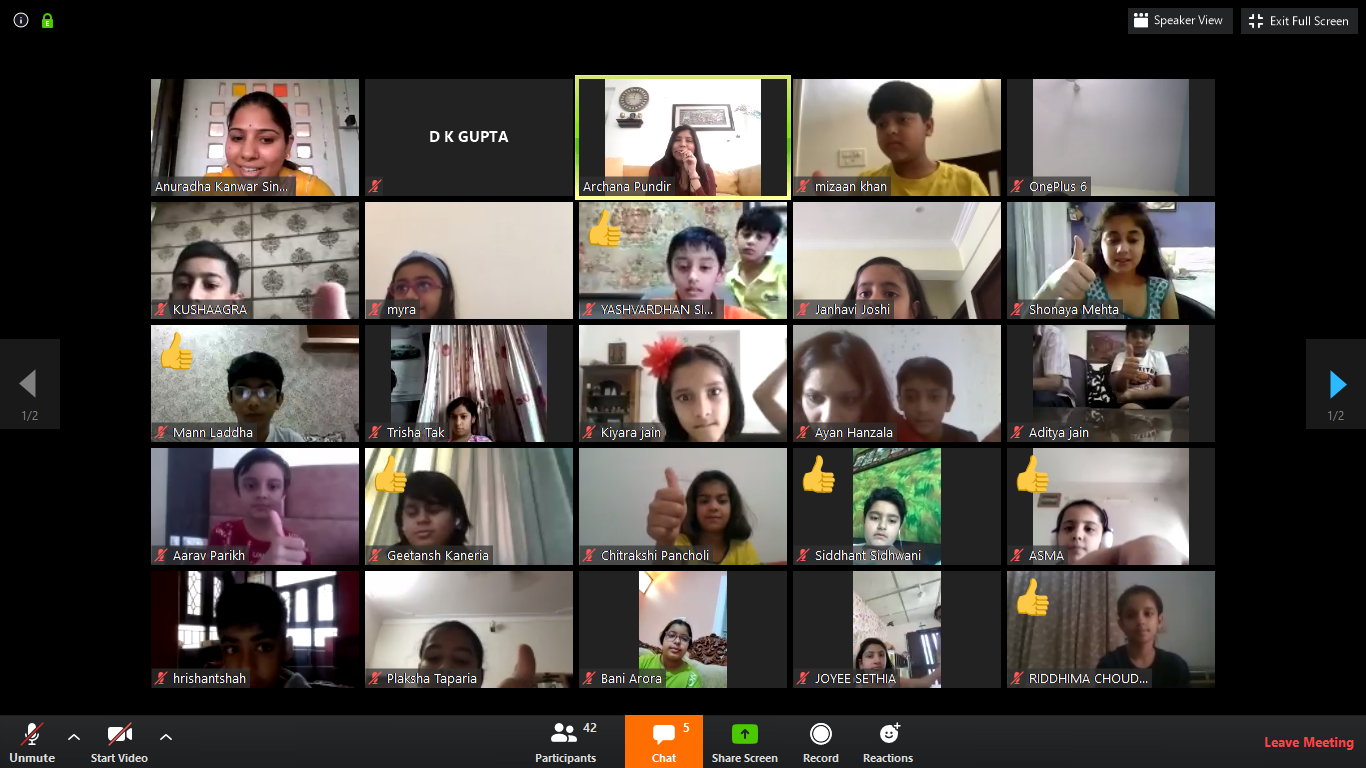 Speaker View
Exit Full Screen
Anuradha Kanwar Sin...
D K GUPTA
Archana Pundir
mizaan khan
OnePlus 6
KUSHAAGRA
myra
YASHVARDHAN SI...
Janhavi Joshi
Shonaya Mehta
1/2
1/2
Mann Laddha
Trisha Tak
Kiyara jain
Ayan Hanzala
Aditya jain
Aarav Parikh
Geetansh Kaneria
Chitrakshi Pancholi
Siddhant Sidhwani
ASMA
hrishantshah
Plaksha Taparia
Bani Arora
JOYEE SETHIA
RIDDHIMA CHOUD...
Unmute
Start Video
42
Participants
5
Chat
Share Screen
Record
Reactions
Leave Meeting